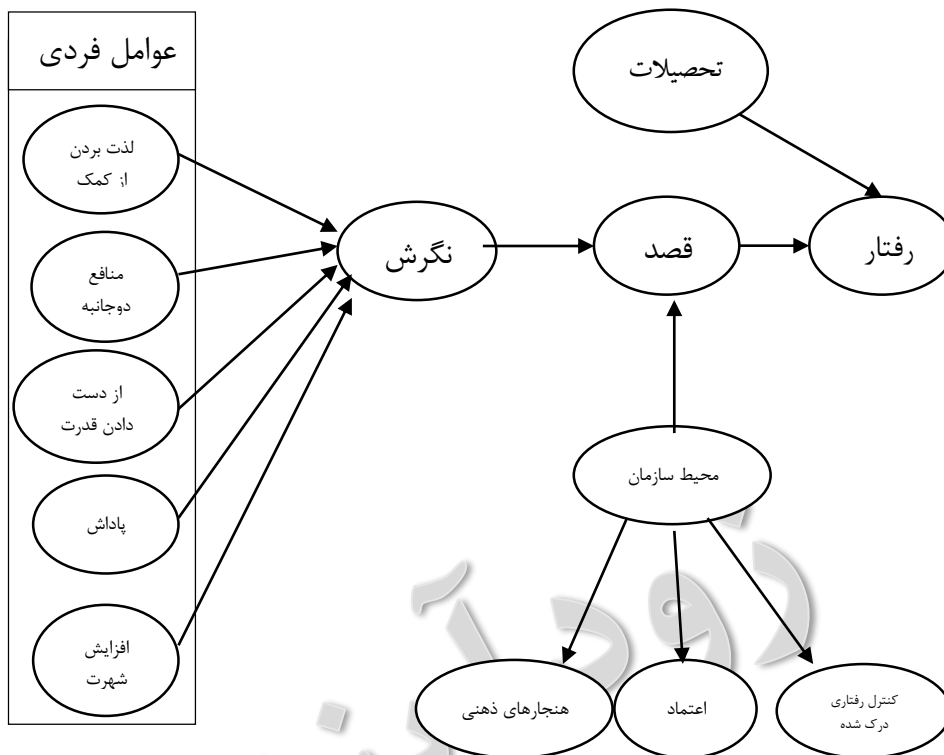 عوامل فردی
لذت بردن
از کمک
منافع
دوجانبه
از دست
دادن قدرت
پاداش
افزایش
شهرت
نگرش
تحصیلات
قصد
رفتار
محیط سازمان
هنجارهای ذهنی
اعتماد
کنترل رفتاری
درک شده